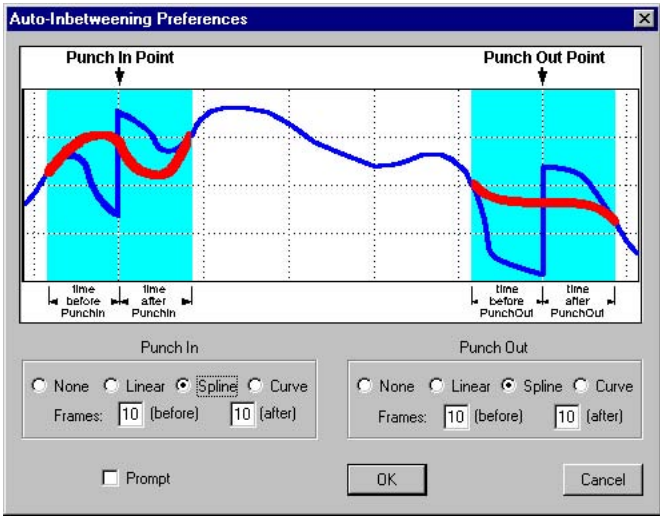 Auto-Inbetweening Preferences
Punch In Point Punch Out Point
time before PunchIn
time after PunchIn
time before PunchOut
time after PunchOut
Punch In
None Linear Spline Curve
Frames: 10 (before) 10 (after)
Punch Out
None Linear Spline Curve
Frames: 10 (before) 10 (after)
Prompt OK Cancel